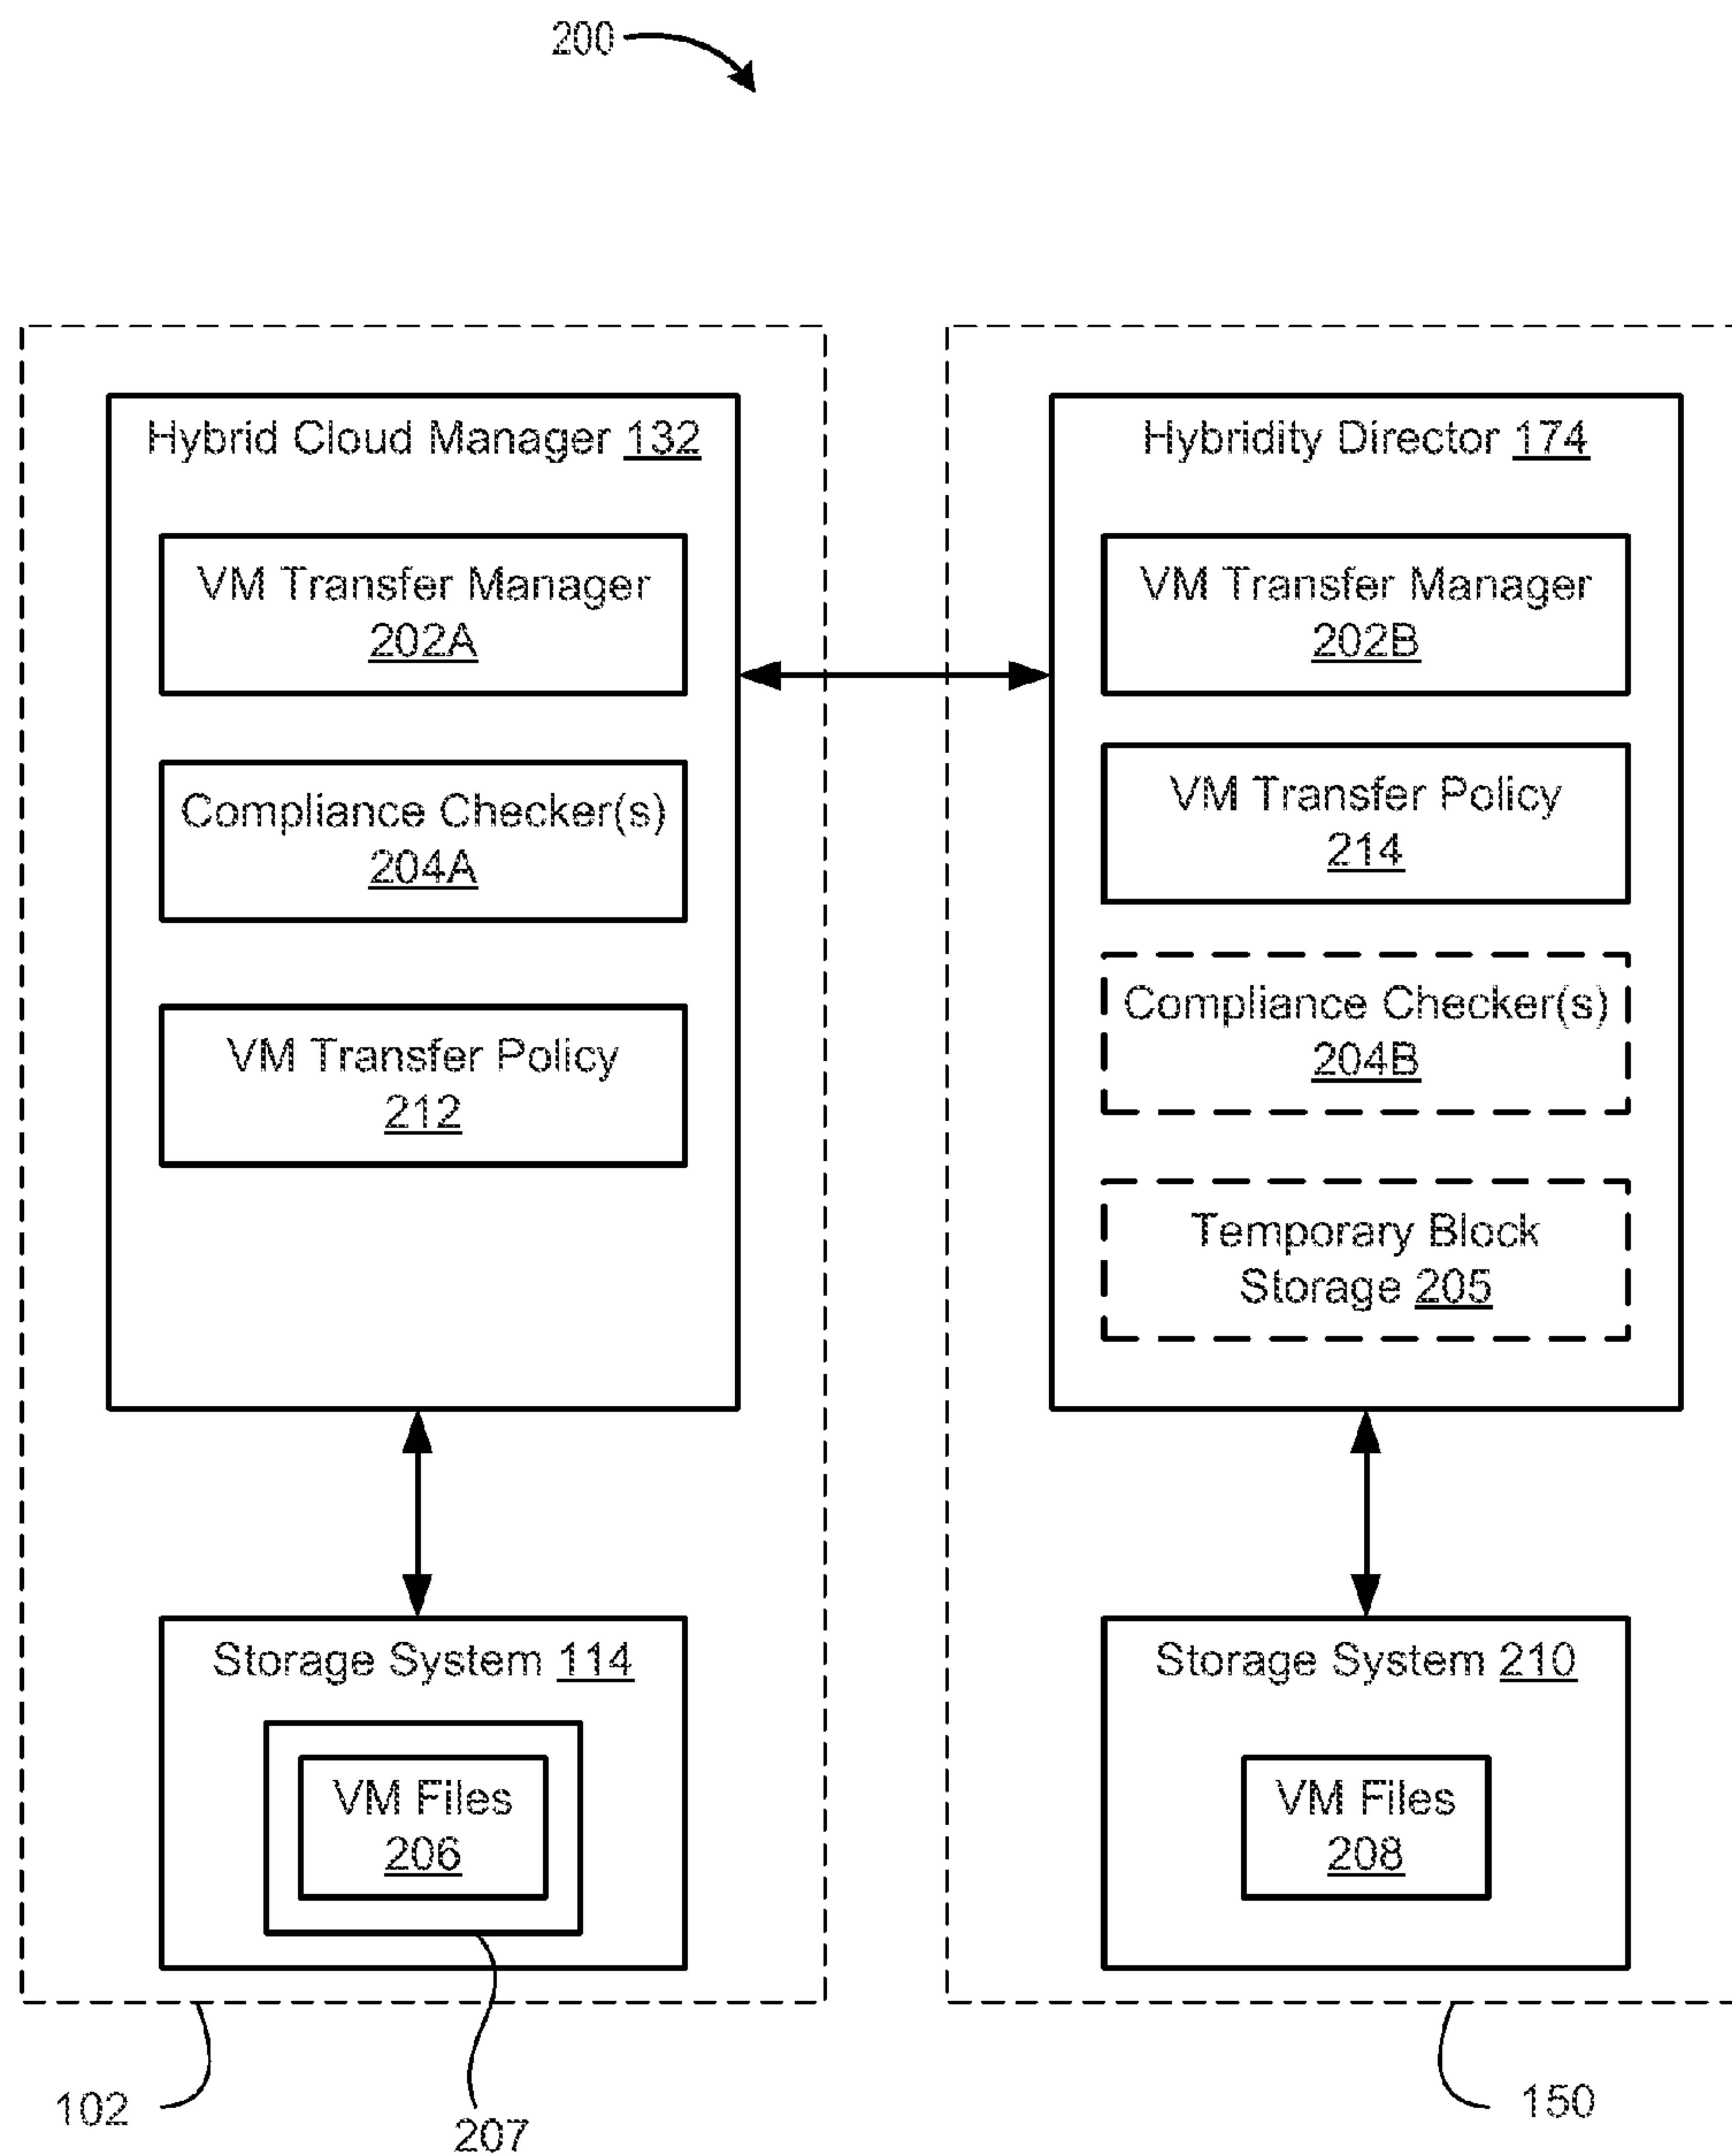 200
Hybrid Cloud Manager 132
VM Transfer Manager
202A
Compliance Checker(s)
204A
VM Transfer Policy
212
Storage System 114
VM Files
206
102
207
Hybridity Director 174
VM Transfer Manager
202B
VM Transfer Policy
214
Compliance Checker(s)
204B
Temporary Block
Storage 205
Storage System 210
VM Files
208
150